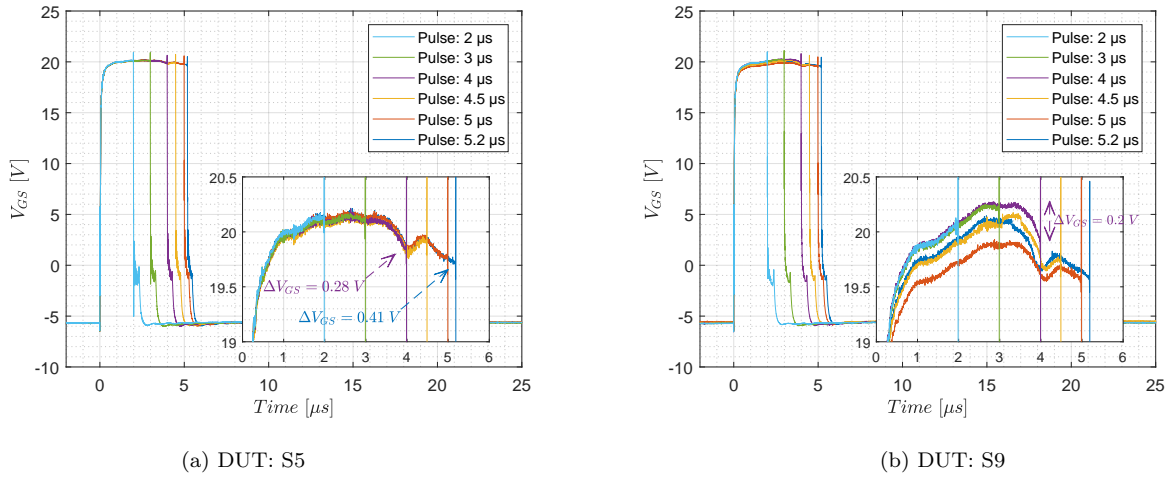 25
20
15
10
5
0
-5
-10
V_GS [V]
Pulse: 2 μs
Pulse: 3 μs
Pulse: 4 μs
Pulse: 4.5 μs
Pulse: 5 μs
Pulse: 5.2 μs
20.5
20
19.5
19
ΔV_GS = 0.28 V
ΔV_GS = 0.41 V
0 1 2 3 4 5 6
0 5 10 15 20 25
Time [μs]
(a) DUT: S5
25
20
15
10
5
0
-5
-10
V_GS [V]
Pulse: 2 μs
Pulse: 3 μs
Pulse: 4 μs
Pulse: 4.5 μs
Pulse: 5 μs
Pulse: 5.2 μs
20.5
20
19.5
19
ΔV_GS = 0.2 V
0 1 2 3 4 5 6
0 5 10 15 20 25
Time [μs]
(b) DUT: S9